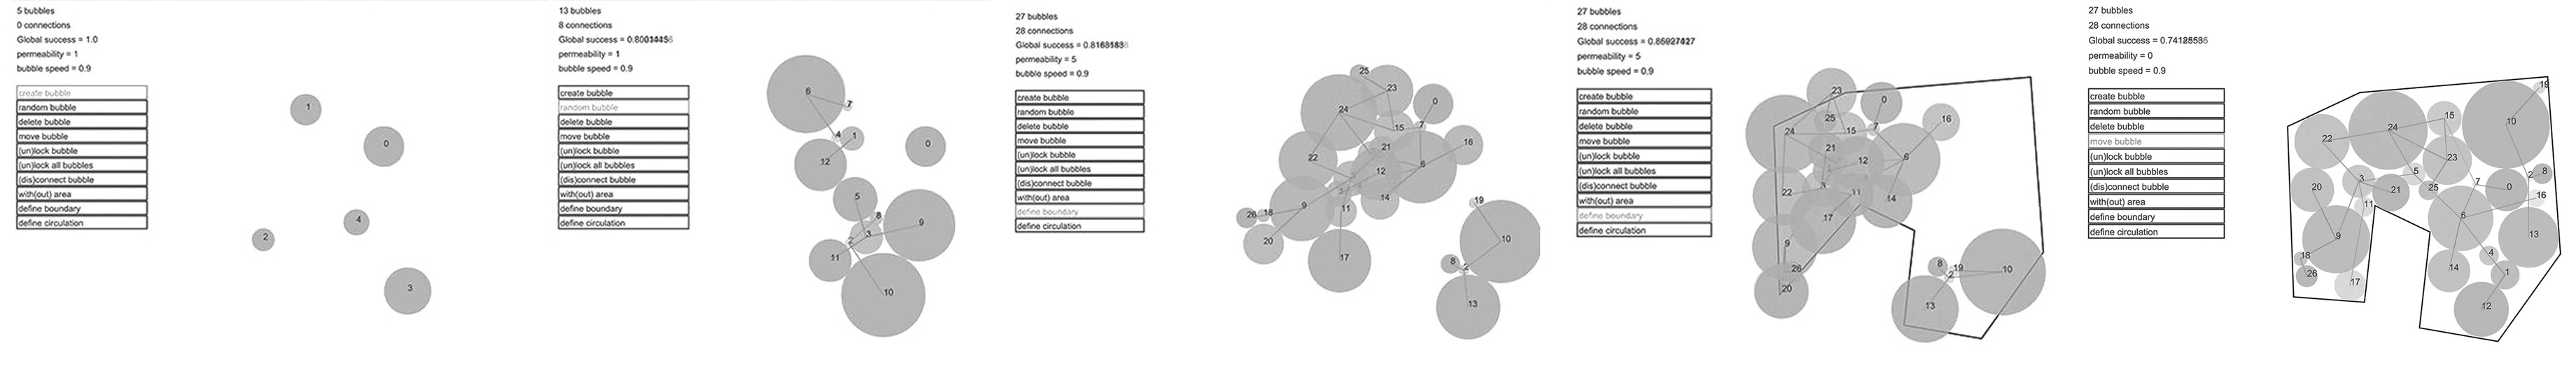 5 bubbles
0 connections
Global success = 1.0
permeability = 1
bubble speed = 0.9
create bubble
random bubble
delete bubble
move bubble
(un)lock bubble
(un)lock all bubbles
(dis)connect bubble
with(out) area
define boundary
define circulation
1
0
4
2
3
13 bubbles
8 connections
Global success =
permeability = 1
bubble speed = 0.9
create bubble
random bubble
delete bubble
move bubble
(un)lock bubble
(un)lock all bubbles
(dis)connect bubble
with(out) area
define boundary
define circulation
6
7
4 1
0
12
5
8
9
3
2
11
10
27 bubbles
28 connections
Global success =
permeability = 5
bubble speed = 0.9
create bubble
random bubble
delete bubble
move bubble
(un)lock bubble
(un)lock all bubbles
(dis)connect bubble
with(out) area
define boundary
define circulation
25
23
0
24
15 7
16
21
22
6
12
14
19
9
11
26 18
20
10
17
8 2
13
27 bubbles
28 connections
Global success =
permeability = 5
bubble speed = 0.9
create bubble
random bubble
delete bubble
move bubble
(un)lock bubble
(un)lock all bubbles
(dis)connect bubble
with(out) area
define boundary
define circulation
23
0
25
16
24
15 7
21
12
6
22
3
11
14
17
9
26
20
8
19
10
2
13
27 bubbles
28 connections
Global success =
permeability = 0
bubble speed = 0.9
create bubble
random bubble
delete bubble
move bubble
(un)lock bubble
(un)lock all bubbles
(dis)connect bubble
with(out) area
define boundary
define circulation
19
15
10
24
22
23
5
2 8
3
7
20
21
25
0
16
11
6
9
13
4
18
26
14
1
17
12